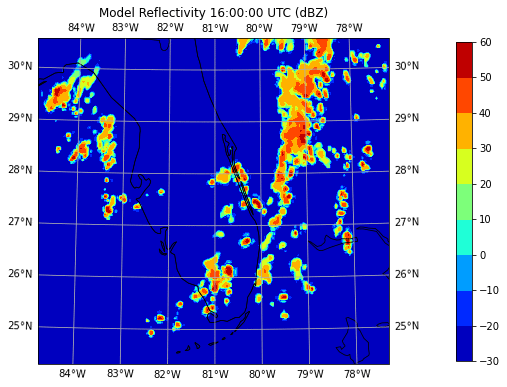 Model Reflectivity 16:00:00 UTC (dBZ)
84°W 83°W 82°W 81°W 80°W 79°W 78°W
30°N 30°N
29°N 29°N
28°N 28°N
27°N 27°N
26°N 26°N
25°N 25°N
84°W 83°W 82°W 81°W 80°W 79°W 78°W
60
50
40
30
20
10
0
−10
−20
−30